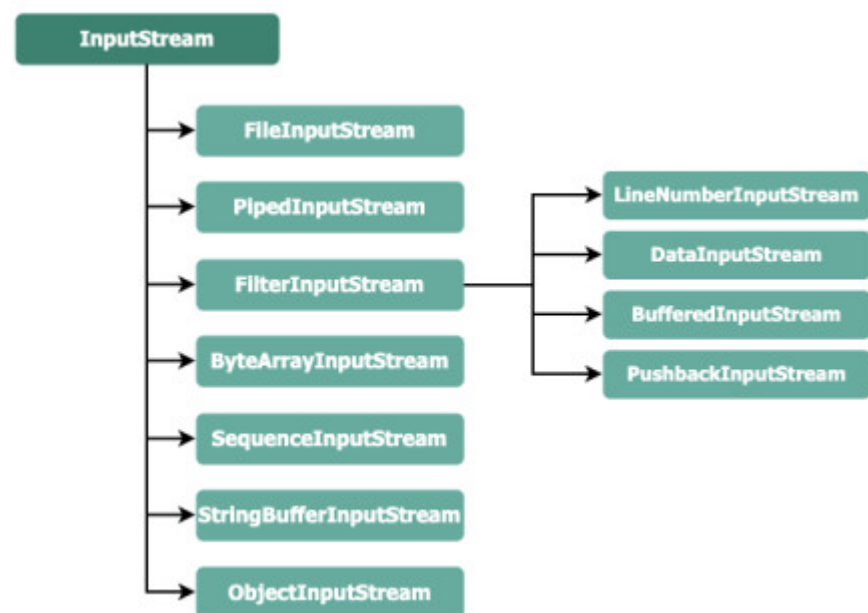 InputStream
FileInputStream
PipedInputStream
FilterInputStream
ByteArrayInputStream
SequenceInputStream
StringBufferInputStream
ObjectInputStream
LineNumberInputStream
DataInputStream
BufferedInputStream
PushbackInputStream